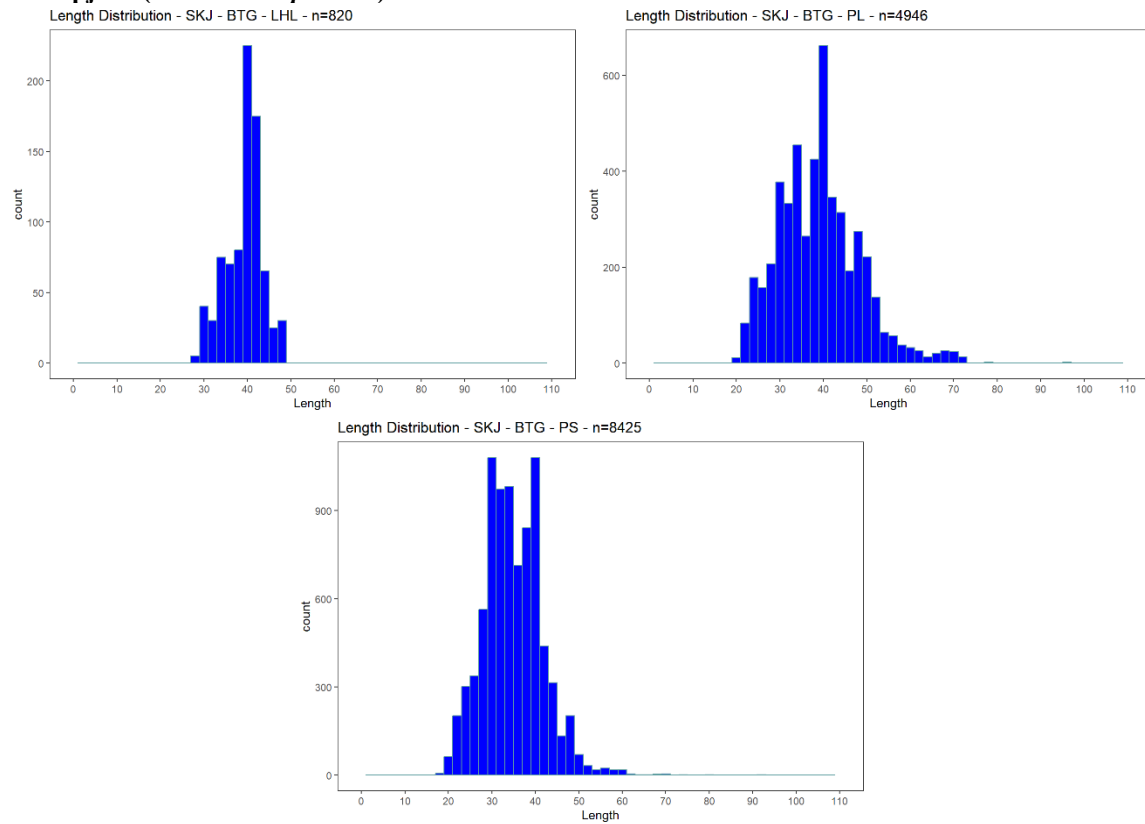 Length Distribution - SKJ - BTG - LHL - n=820
200
150
100
50
0
count
0 10 20 30 40 50 60 70 80 90 100 110
Length
Length Distribution - SKJ - BTG - PL - n=4946
600
400
200
0
count
0 10 20 30 40 50 60 70 80 90 100 110
Length
Length Distribution - SKJ - BTG - PS - n=8425
900
600
300
0
count
0 10 20 30 40 50 60 70 80 90 100 110
Length